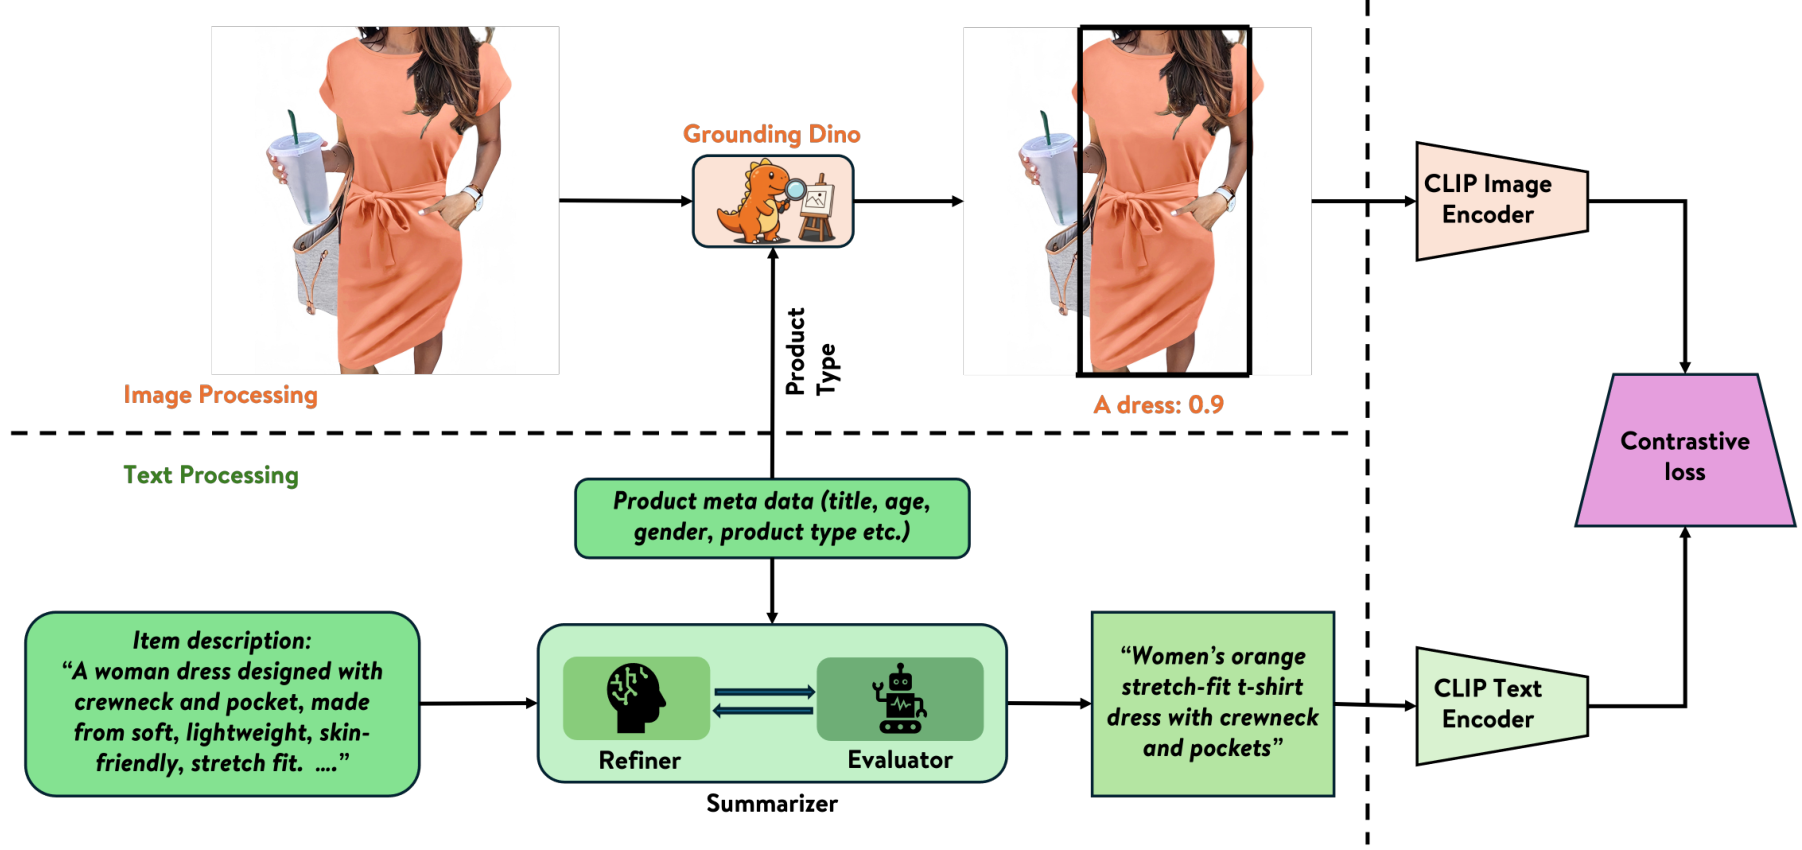 Grounding Dino
CLIP Image
Encoder
Product
Type
Image Processing
A dress: 0.9
Contrastive
loss
Text Processing
Product meta data (title, age,
gender, product type etc.)
Item description:
“A woman dress designed with
crewneck and pocket, made
from soft, lightweight, skin-
friendly, stretch fit. ....”
Refiner
Evaluator
Summarizer
“Women’s orange
stretch-fit t-shirt
dress with crewneck
and pockets”
CLIP Text
Encoder